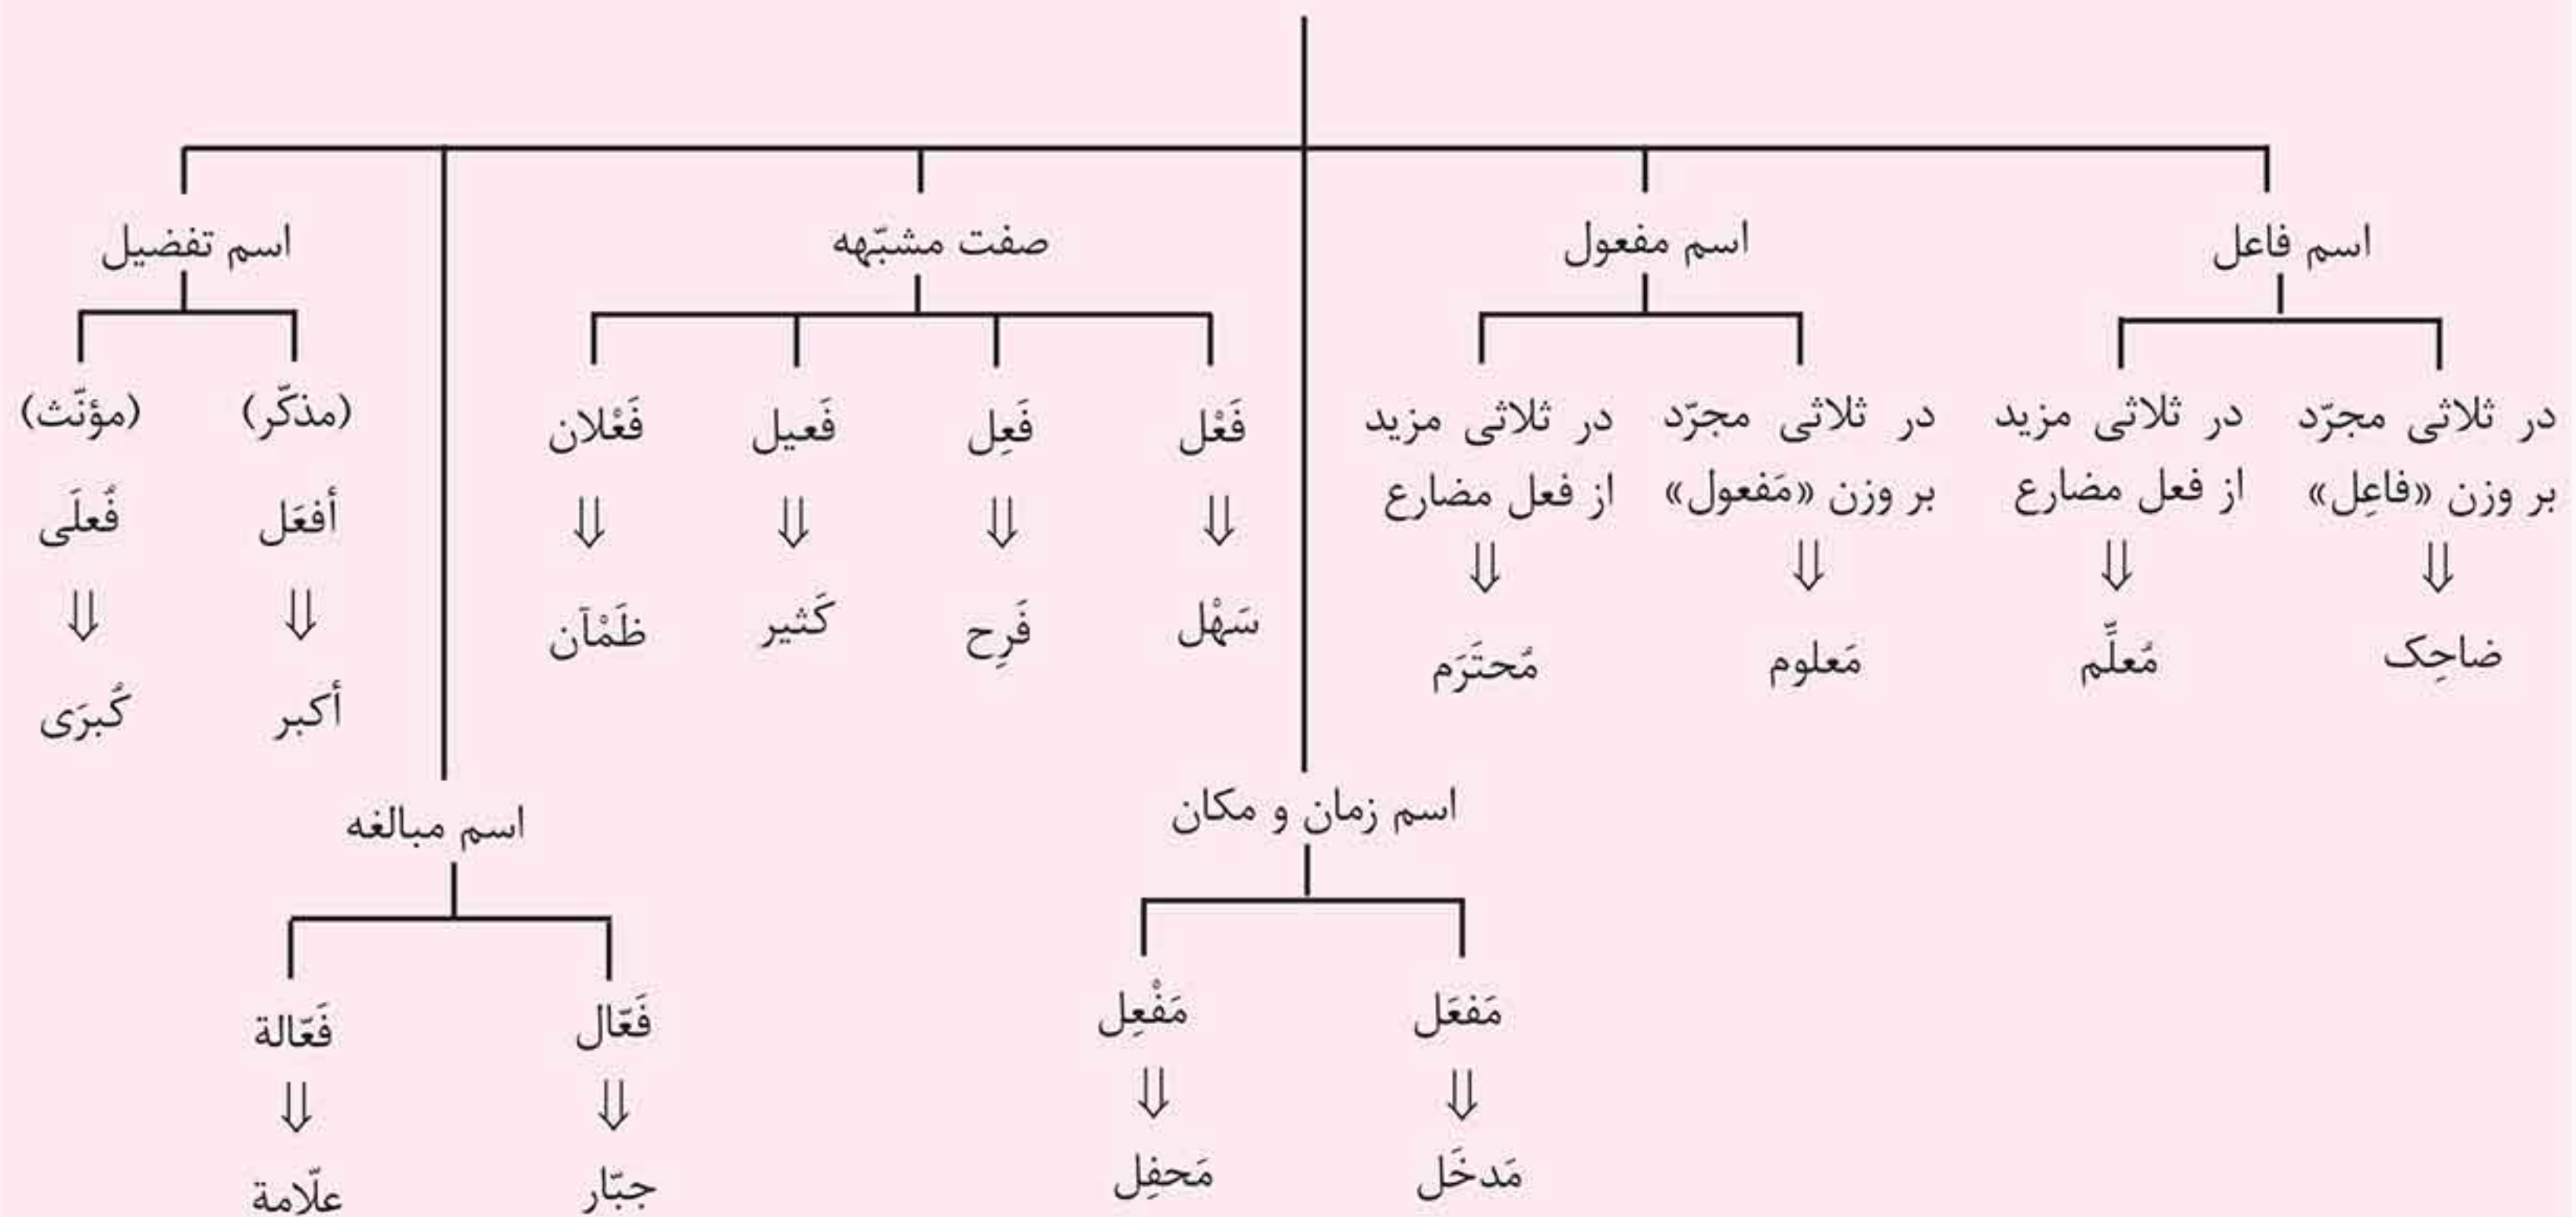 اسم فاعل
اسم مفعول
صفت مشبّهه
اسم تفضیل
در ثلاثی مجرّد
بر وزن «فاعِل»
⇓
ضاحِک
در ثلاثی مزید
از فعل مضارع
⇓
مُعلِّم
در ثلاثی مجرّد
بر وزن «مَفعول»
⇓
مَعلوم
در ثلاثی مزید
از فعل مضارع
⇓
مُحتَرَم
فَعْل
⇓
سَهْل
فَعِل
⇓
فَرِح
فَعیل
⇓
کَثیر
فَعْلان
⇓
ظَمْآن
(مذکّر)
أفعَل
⇓
أکبر
(مؤنّث)
فُعلَی
⇓
کُبرَی
اسم زمان و مکان
مَفعَل
⇓
مَدخَل
مَفْعِل
⇓
مَحفِل
اسم مبالغه
فَعّال
⇓
جبّار
فَعّالة
⇓
علّامة